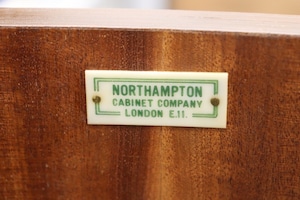 NORTHAMPTON
CABINET COMPANY
LONDON E.11.